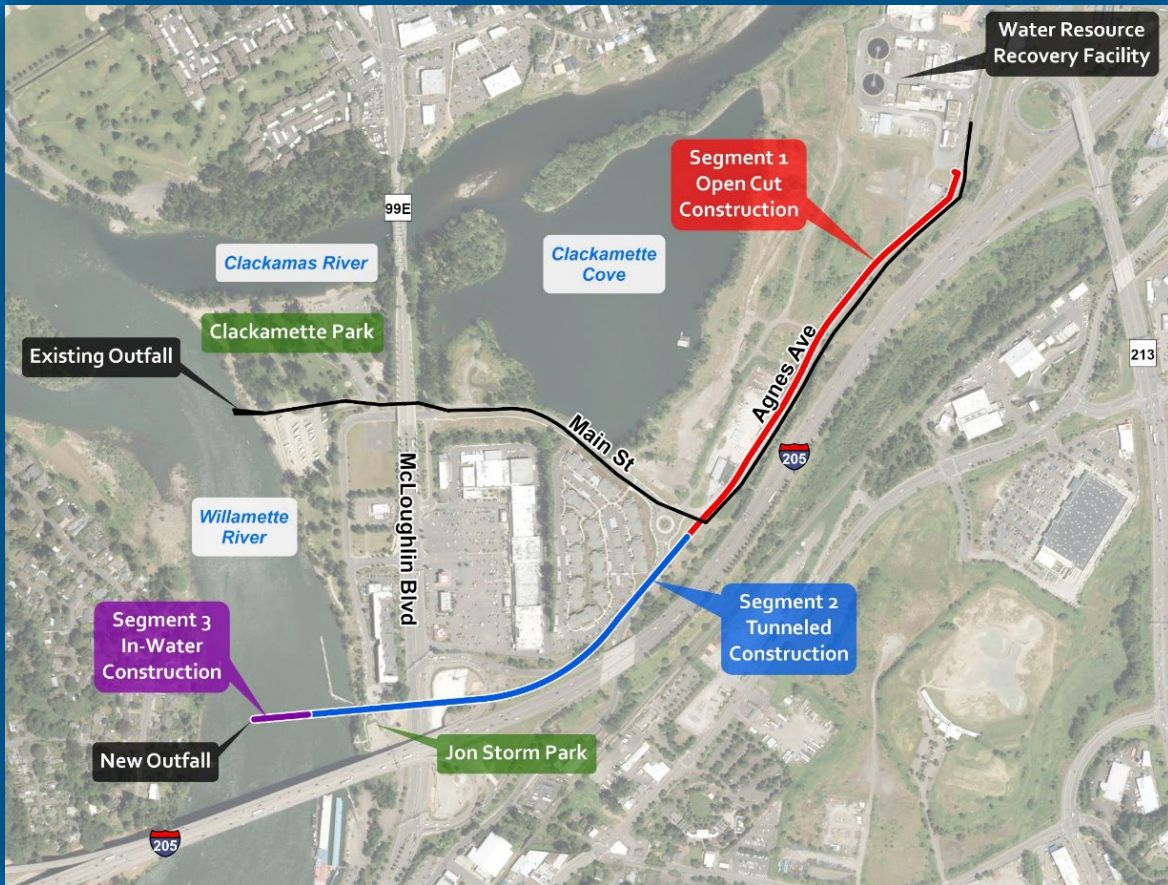 Water Resource
Recovery Facility
Segment 1
Open Cut
Construction
99E
Clackamas River
Clackamette
Cove
Clackamette Park
Existing Outfall
213
Agnes Ave
Main St
205
McLoughlin Blvd
Willamette
River
Segment 2
Tunneled
Construction
Segment 3
In-Water
Construction
New Outfall
Jon Storm Park
205